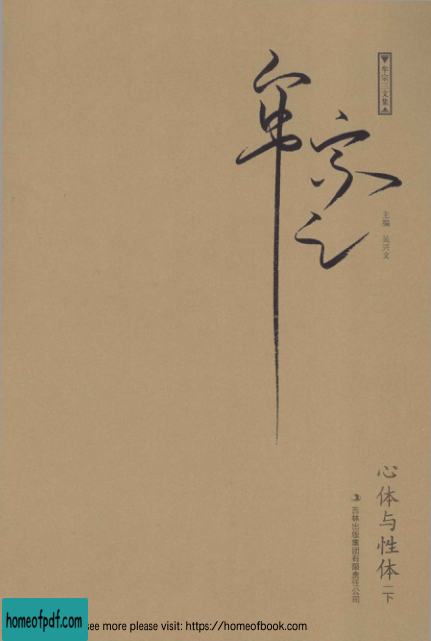 牟宗三文集
牟宗三
主编 吴兴文
心体与性体
下
吉林出版集团有限责任公司
homeofpdf.com
see more please visit: https://homeofbook.com